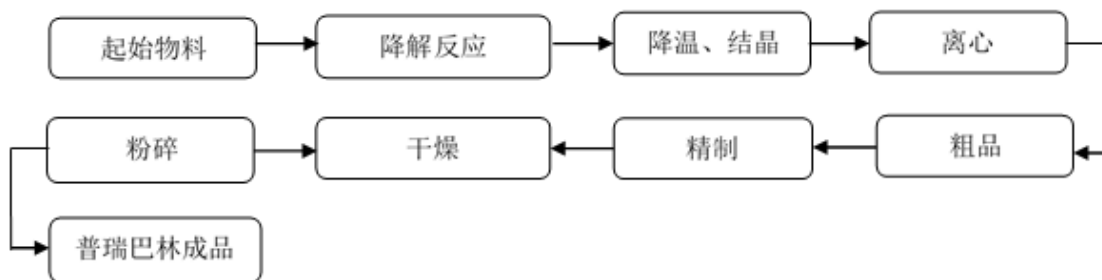 起始物料
降解反应
降温、结晶
离心
粉碎
干燥
精制
粗品
普瑞巴林成品